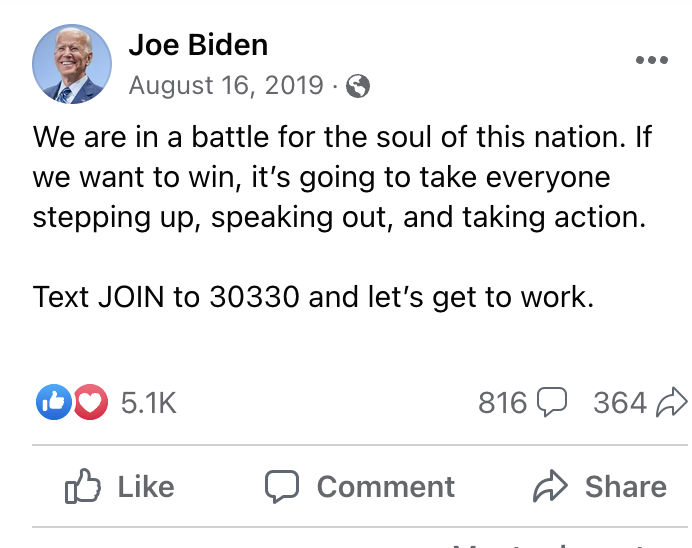 Joe Biden
August 16, 2019 ·
We are in a battle for the soul of this nation. If
we want to win, it’s going to take everyone
stepping up, speaking out, and taking action.
Text JOIN to 30330 and let’s get to work.
5.1K 816 364
Like Comment Share